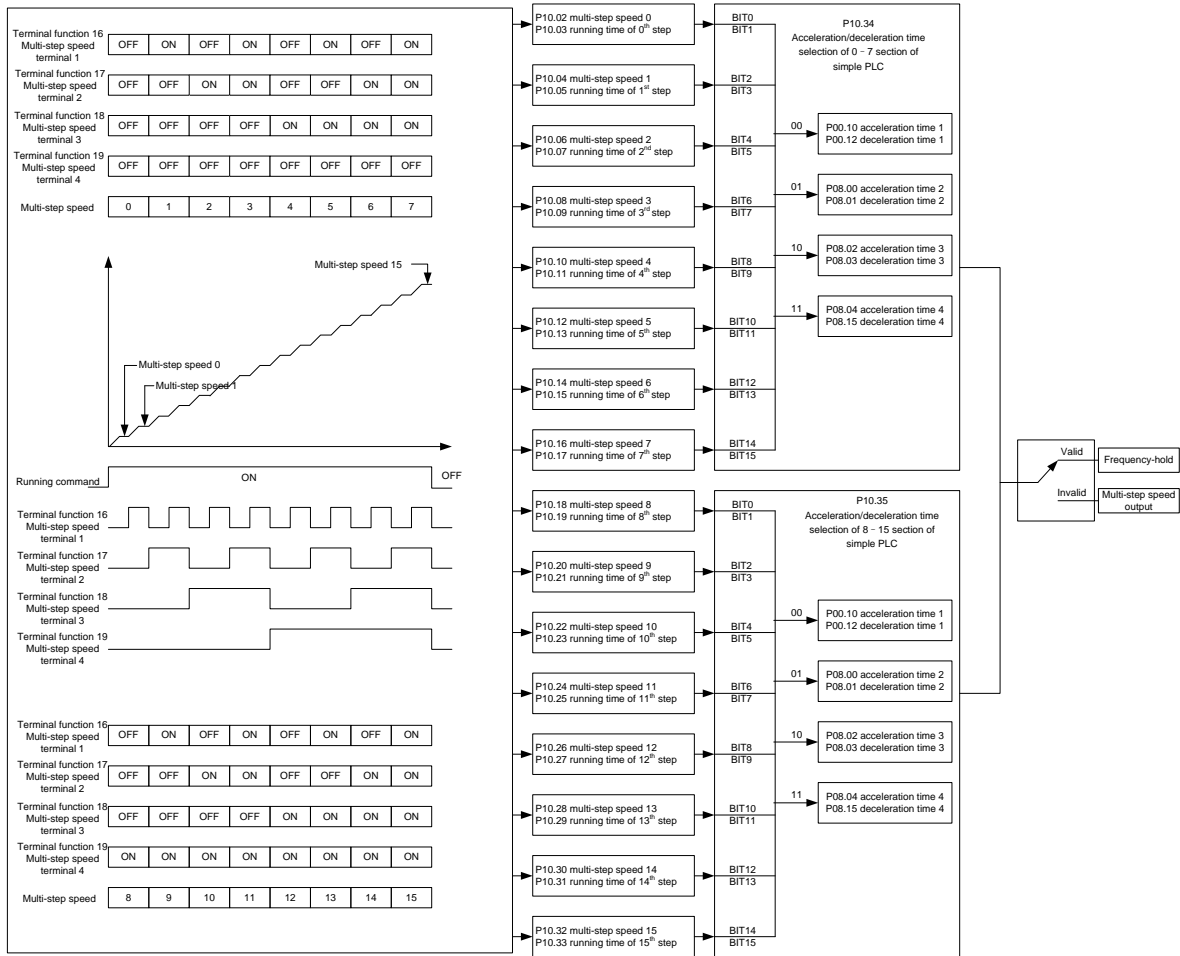 Terminal function 16
Multi-step speed
terminal 1
OFF ON OFF ON OFF ON OFF ON
Terminal function 17
Multi-step speed
terminal 2
OFF OFF ON ON OFF OFF ON ON
Terminal function 18
Multi-step speed
terminal 3
OFF OFF OFF OFF ON ON ON ON
Terminal function 19
Multi-step speed
terminal 4
OFF OFF OFF OFF OFF OFF OFF OFF
Multi-step speed 0 1 2 3 4 5 6 7
Multi-step speed 15
Multi-step speed 0
Multi-step speed 1
Running command ON OFF
Terminal function 16
Multi-step speed
terminal 1
Terminal function 17
Multi-step speed
terminal 2
Terminal function 18
Multi-step speed
terminal 3
Terminal function 19
Multi-step speed
terminal 4
Terminal function 16
Multi-step speed
terminal 1
OFF ON OFF ON OFF ON OFF ON
Terminal function 17
Multi-step speed
terminal 2
OFF OFF ON ON OFF OFF ON ON
Terminal function 18
Multi-step speed
terminal 3
OFF OFF OFF OFF ON ON ON ON
Terminal function 19
Multi-step speed
terminal 4
ON ON ON ON ON ON ON ON
Multi-step speed 8 9 10 11 12 13 14 15
P10.02 multi-step speed 0
P10.03 running time of 0th step
P10.04 multi-step speed 1
P10.05 running time of 1st step
P10.06 multi-step speed 2
P10.07 running time of 2nd step
P10.08 multi-step speed 3
P10.09 running time of 3rd step
P10.10 multi-step speed 4
P10.11 running time of 4th step
P10.12 multi-step speed 5
P10.13 running time of 5th step
P10.14 multi-step speed 6
P10.15 running time of 6th step
P10.16 multi-step speed 7
P10.17 running time of 7th step
P10.18 multi-step speed 8
P10.19 running time of 8th step
P10.20 multi-step speed 9
P10.21 running time of 9th step
P10.22 multi-step speed 10
P10.23 running time of 10th step
P10.24 multi-step speed 11
P10.25 running time of 11th step
P10.26 multi-step speed 12
P10.27 running time of 12th step
P10.28 multi-step speed 13
P10.29 running time of 13th step
P10.30 multi-step speed 14
P10.31 running time of 14th step
P10.32 multi-step speed 15
P10.33 running time of 15th step
BIT0
BIT1
BIT2
BIT3
BIT4
BIT5
BIT6
BIT7
BIT8
BIT9
BIT10
BIT11
BIT12
BIT13
BIT14
BIT15
P10.34
Acceleration/deceleration time
selection of 0 - 7 section of
simple PLC
00
P00.10 acceleration time 1
P00.12 deceleration time 1
01
P08.00 acceleration time 2
P08.01 deceleration time 2
10
P08.02 acceleration time 3
P08.03 deceleration time 3
11
P08.04 acceleration time 4
P08.15 deceleration time 4
BIT0
BIT1
BIT2
BIT3
BIT4
BIT5
BIT6
BIT7
BIT8
BIT9
BIT10
BIT11
BIT12
BIT13
BIT14
BIT15
P10.35
Acceleration/deceleration time
selection of 8 - 15 section of
simple PLC
00
P00.10 acceleration time 1
P00.12 deceleration time 1
01
P08.00 acceleration time 2
P08.01 deceleration time 2
10
P08.02 acceleration time 3
P08.03 deceleration time 3
11
P08.04 acceleration time 4
P08.15 deceleration time 4
Valid
Frequency-hold
Invalid
Multi-step speed
output